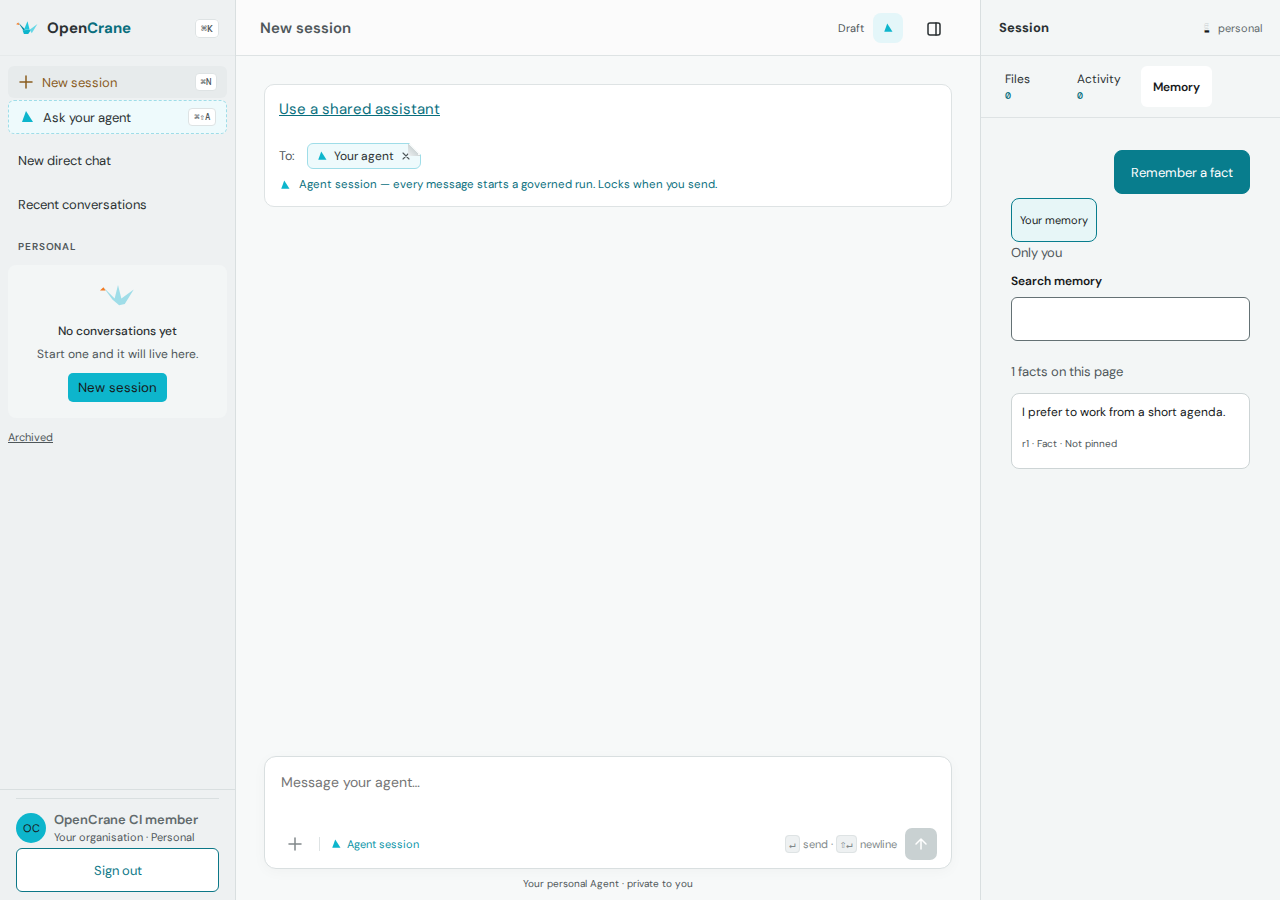 OpenCrane ⌘K
New session ⌘N
Ask your agent ⌘⇧A
New direct chat
Recent conversations
PERSONAL
No conversations yet
Start one and it will live here.
New session
Archived
OC
OpenCrane CI member
Your organisation · Personal
Sign out
New session
Draft
Use a shared assistant
To: Your agent ×
Agent session — every message starts a governed run. Locks when you send.
Message your agent…
Agent session
↵ send · ⇧↵ newline
Your personal Agent · private to you
Session
personal
Files 0
Activity 0
Memory
Remember a fact
Your memory
Only you
Search memory
1 facts on this page
I prefer to work from a short agenda.
r1 · Fact · Not pinned